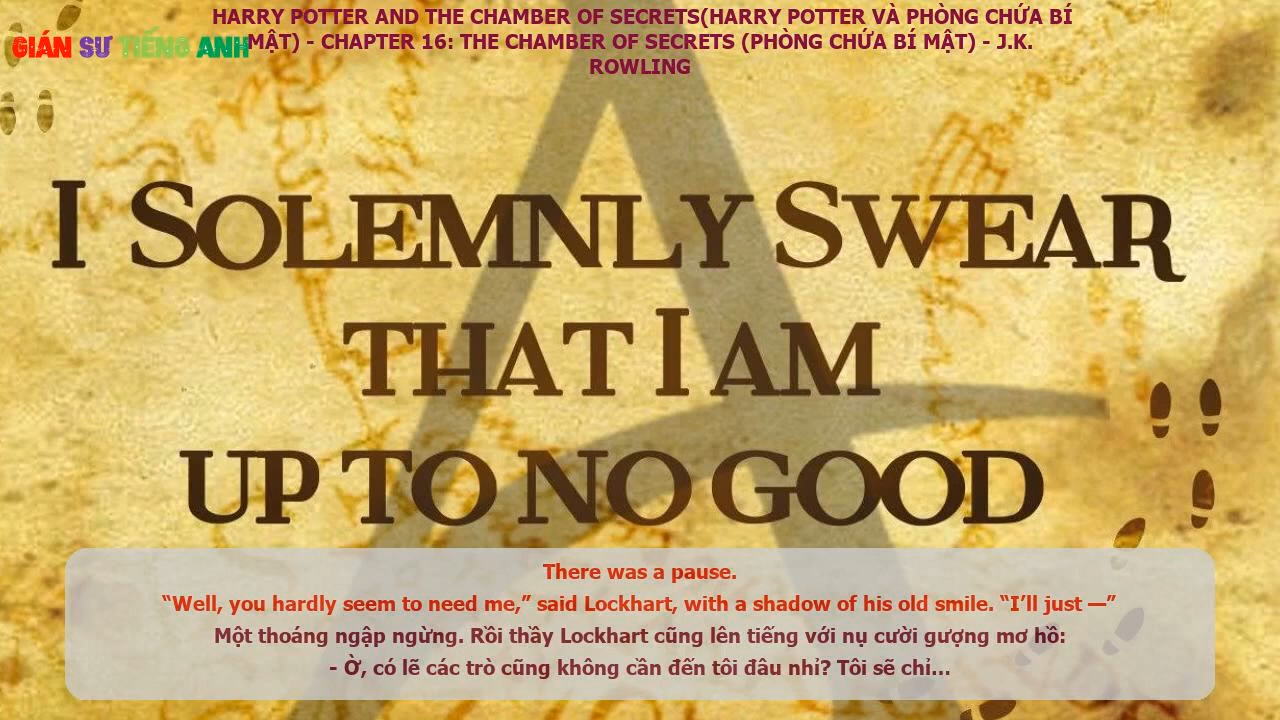 HARRY POTTER AND THE CHAMBER OF SECRETS(HARRY POTTER VÀ PHÒNG CHỨA BÍ
GIÁN SỰ TIẾNG ANH
MẬT) - CHAPTER 16: THE CHAMBER OF SECRETS (PHÒNG CHỨA BÍ MẬT) - J.K.
ROWLING
I SOLEMNLY SWEAR
THAT I AM
UP TO NO GOOD
There was a pause.
“Well, you hardly seem to need me,” said Lockhart, with a shadow of his old smile. “I’ll just —”
Một thoáng ngập ngừng. Rồi thầy Lockhart cũng lên tiếng với nụ cười gượng mơ hồ:
- Ờ, có lẽ các trò cũng không cần đến tôi đâu nhỉ? Tôi sẽ chỉ...